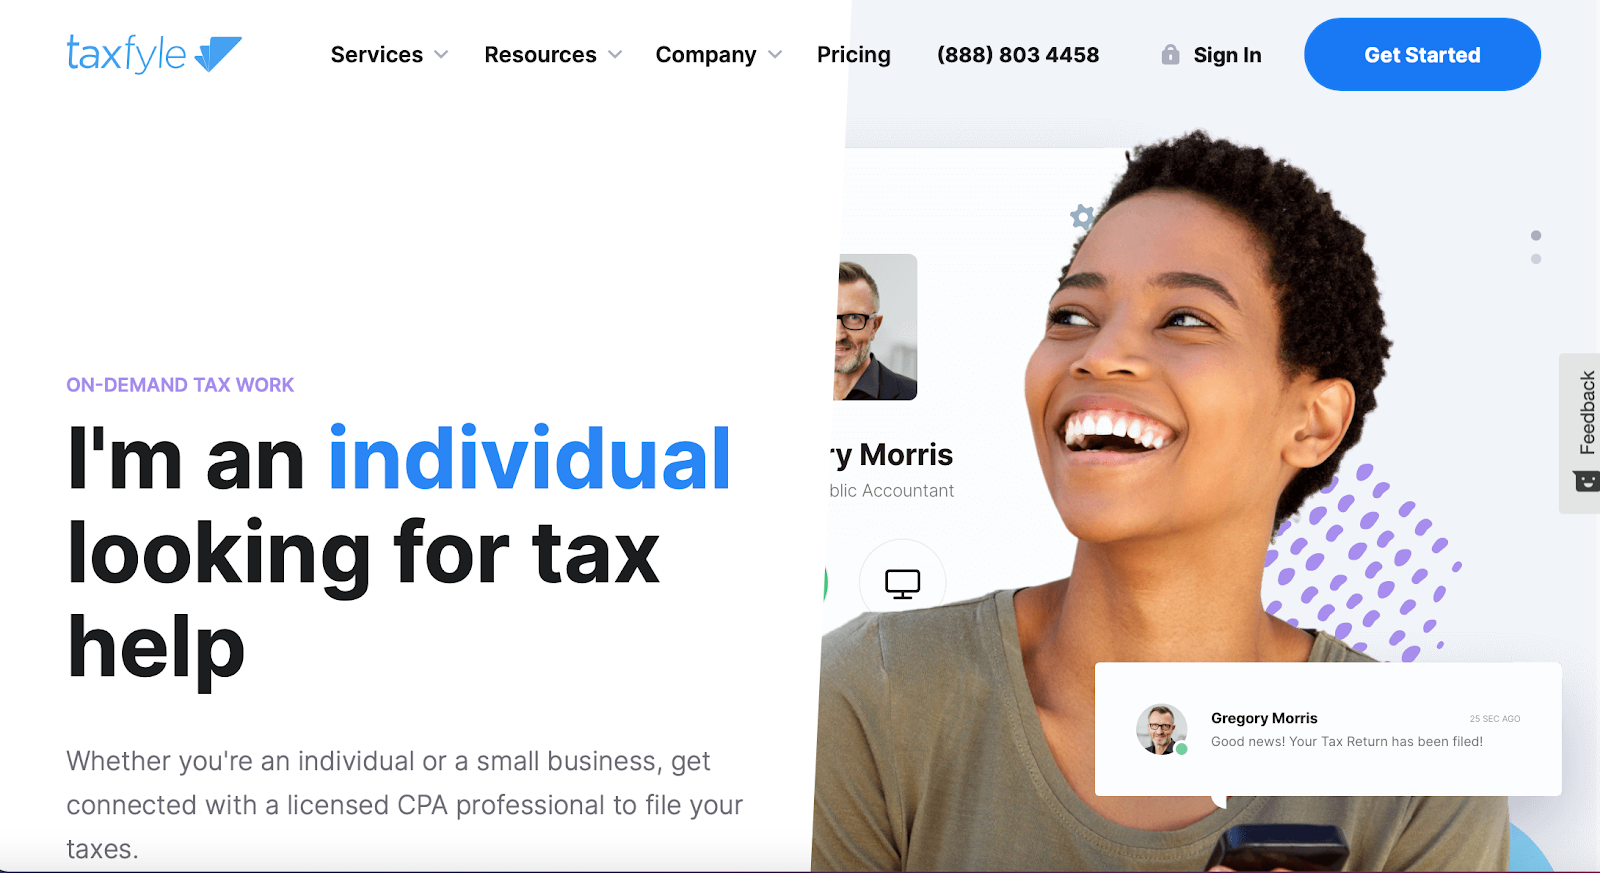 taxfyle
Services
Resources
Company
Pricing
(888) 803 4458
Sign In
Get Started
ON-DEMAND TAX WORK
I'm an individual
looking for tax
help
Whether you're an individual or a small business, get
connected with a licensed CPA professional to file your
taxes.
ry Morris
blic Accountant
Gregory Morris
25 SEC AGO
Good news! Your Tax Return has been filed!
Feedback